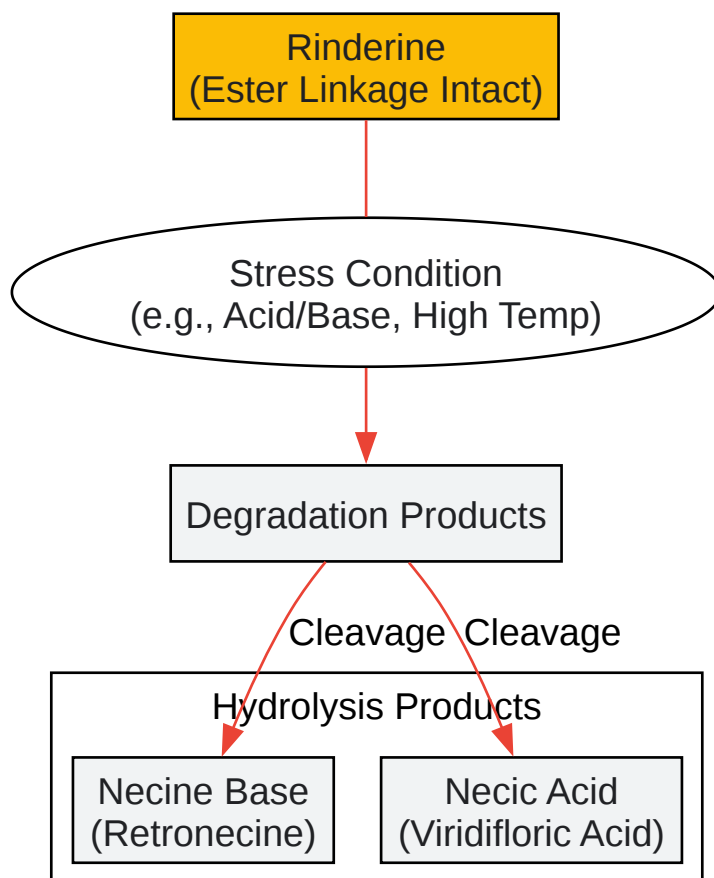 Rinderine
(Ester Linkage Intact)
Stress Condition
(e.g., Acid/Base, High Temp)
Degradation Products
Cleavage Cleavage
Hydrolysis Products
Necine Base
(Retronecine)
Necic Acid
(Viridifloric Acid)